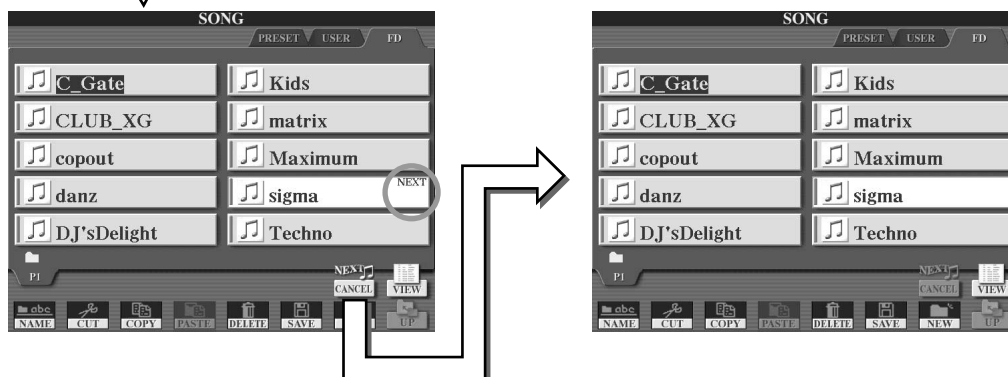 SONG
PRESET USER FD
C_Gate
Kids
CLUB_XG
matrix
copout
Maximum
danz
sigma
NEXT
DJ'sDelight
Techno
P1
NEXT
CANCEL
VIEW
abc
NAME
CUT
COPY
PASTE
DELETE
SAVE
UP
SONG
PRESET USER FD
C_Gate
Kids
CLUB_XG
matrix
copout
Maximum
danz
sigma
DJ'sDelight
Techno
P1
NEXT
CANCEL
VIEW
abc
NAME
CUT
COPY
PASTE
DELETE
SAVE
NEW
UP